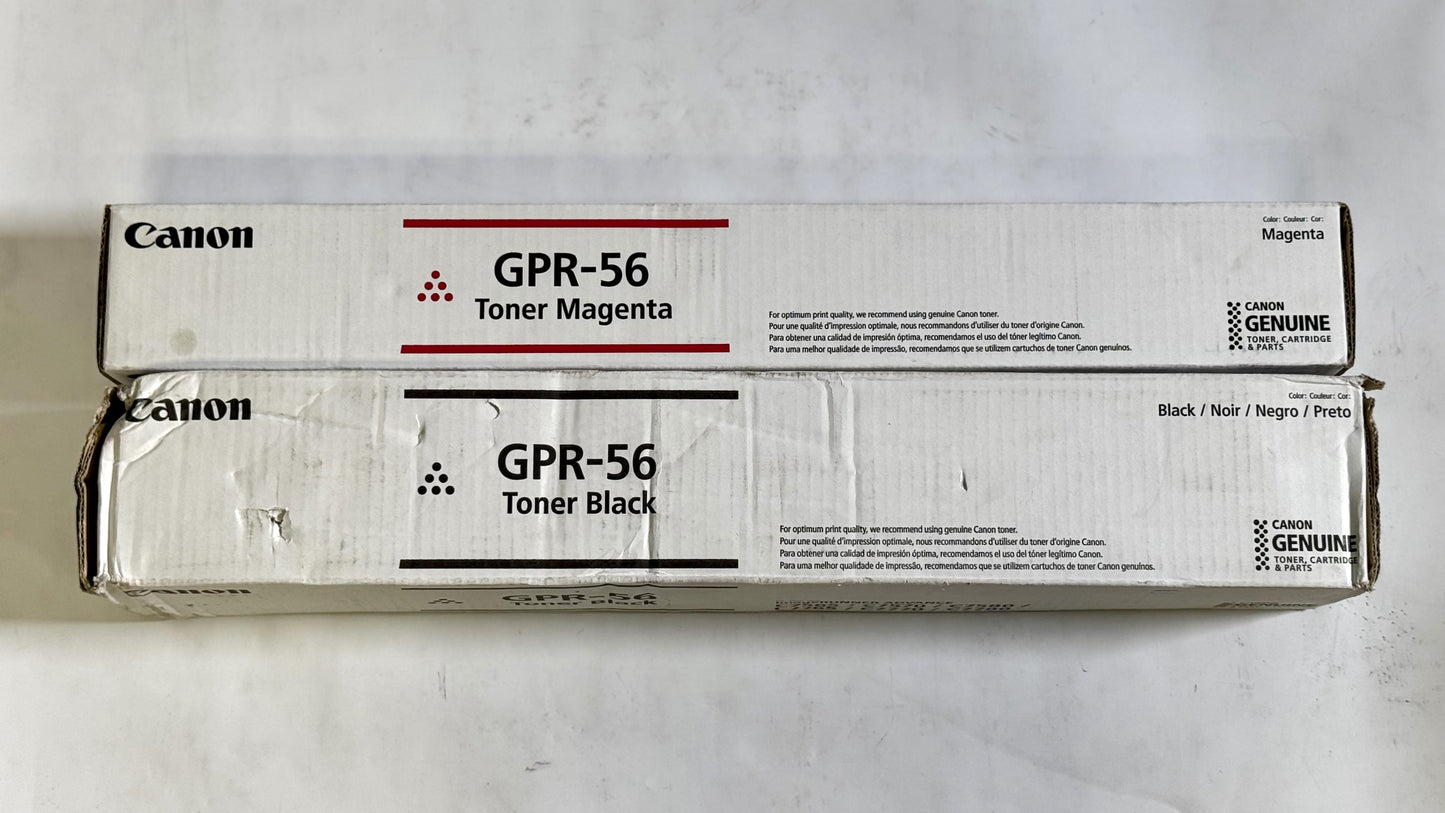 Canon
GPR-56
Toner Magenta
For optimum print quality, we recommend using genuine Canon toner.
Pour une qualité d'impression optimale, nous recommandons d'utiliser du toner d'origine Canon.
Para obtener una calidad de impresión óptima, recomendamos el uso del tóner legítimo Canon.
Para uma melhor qualidade de impressão, recomendamos que se utilizem cartuchos de toner Canon genuínos.
Color: Couleur: Cor:
Magenta
CANON
GENUINE
TONER, CARTRIDGE
& PARTS
Canon
GPR-56
Toner Black
For optimum print quality, we recommend using genuine Canon toner.
Pour une qualité d'impression optimale, nous recommandons d'utiliser du toner d'origine Canon.
Para obtener una calidad de impresión óptima, recomendamos el uso del tóner legítimo Canon.
Para uma melhor qualidade de impressão, recomendamos que se utilizem cartuchos de toner Canon genuínos.
Color: Couleur: Cor:
Black / Noir / Negro / Preto
CANON
GENUINE
TONER, CARTRIDGE
& PARTS
Canon
GPR-56
Toner Black
GENUINE